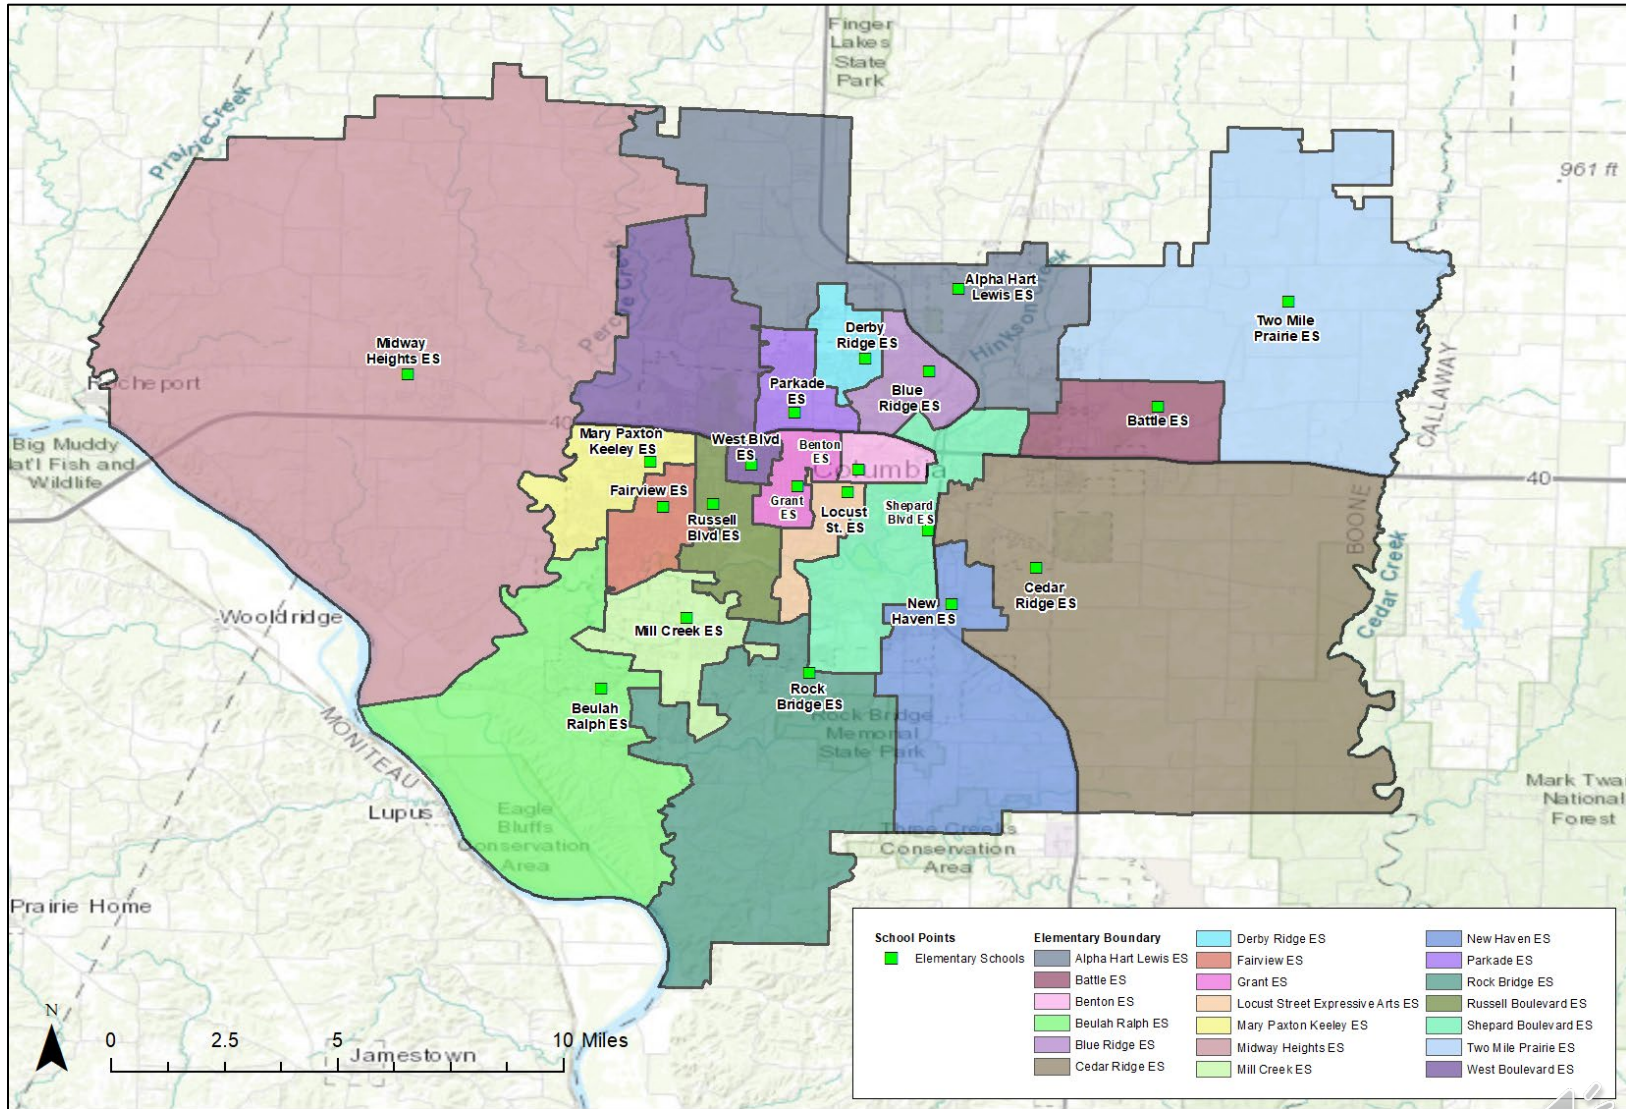 Finger
Lakes
State
Park
Prairie Creek
961 ft
Perche Creek
Hinkson Creek
Alpha Hart
Lewis ES
Two Mile
Prairie ES
Derby
Ridge ES
Midway
Heights ES
Rocheport
CALLAWAY
Parkade
ES
Blue
Ridge ES
Battle ES
40
Big Muddy
Nat'l Fish and
Wildlife
Mary Paxton
Keeley ES
West Blvd
ES
Benton
ES
Columbia
40
Fairview ES
Grant
ES
Russell
Blvd ES
Locust
St. ES
Shepard
Blvd ES
BOONE
Cedar Creek
Cedar
Ridge ES
Wooldridge
New
Haven ES
Mill Creek ES
Rock
Bridge ES
Beulah
Ralph ES
Rock Bridge
Memorial
State Park
MONITEAU
Lupus
Eagle
Bluffs
Conservation
Area
Three Creeks
Conservation
Area
Mark Twa
National
Forest
Prairie Home
School Points
Elementary Schools
Elementary Boundary
Alpha Hart Lewis ES
Battle ES
Benton ES
Beulah Ralph ES
Blue Ridge ES
Cedar Ridge ES
Derby Ridge ES
Fairview ES
Grant ES
Locust Street Expressive Arts ES
Mary Paxton Keeley ES
Midway Heights ES
Mill Creek ES
New Haven ES
Parkade ES
Rock Bridge ES
Russell Boulevard ES
Shepard Boulevard ES
Two Mile Prairie ES
West Boulevard ES
N
0 2.5 5 10 Miles
Jamestown